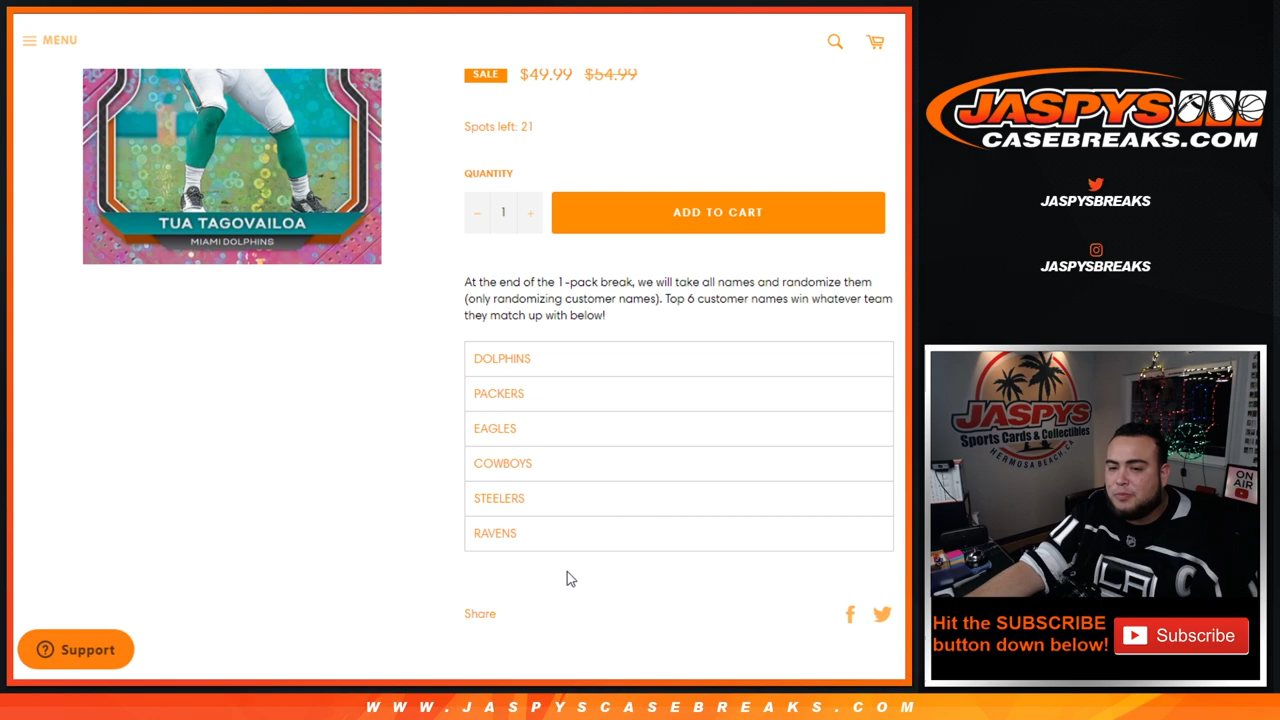 MENU
SALE $49.99 $54.99
Spots left: 21
QUANTITY
− 1 +
ADD TO CART
TUA TAGOVAILOA
MIAMI DOLPHINS
At the end of the 1-pack break, we will take all names and randomize them
(only randomizing customer names). Top 6 customer names win whatever team
they match up with below!
DOLPHINS
PACKERS
EAGLES
COWBOYS
STEELERS
RAVENS
Share
Support
JASPYS
CASEBREAKS.COM
JASPYSBREAKS
JASPYSBREAKS
JASPYS
Sports Cards & Collectibles
HERMOSA BEACH, CA
ON
AIR
LA
C
Hit the SUBSCRIBE
button down below!
Subscribe
WWW.JASPYSCASEBREAKS.COM